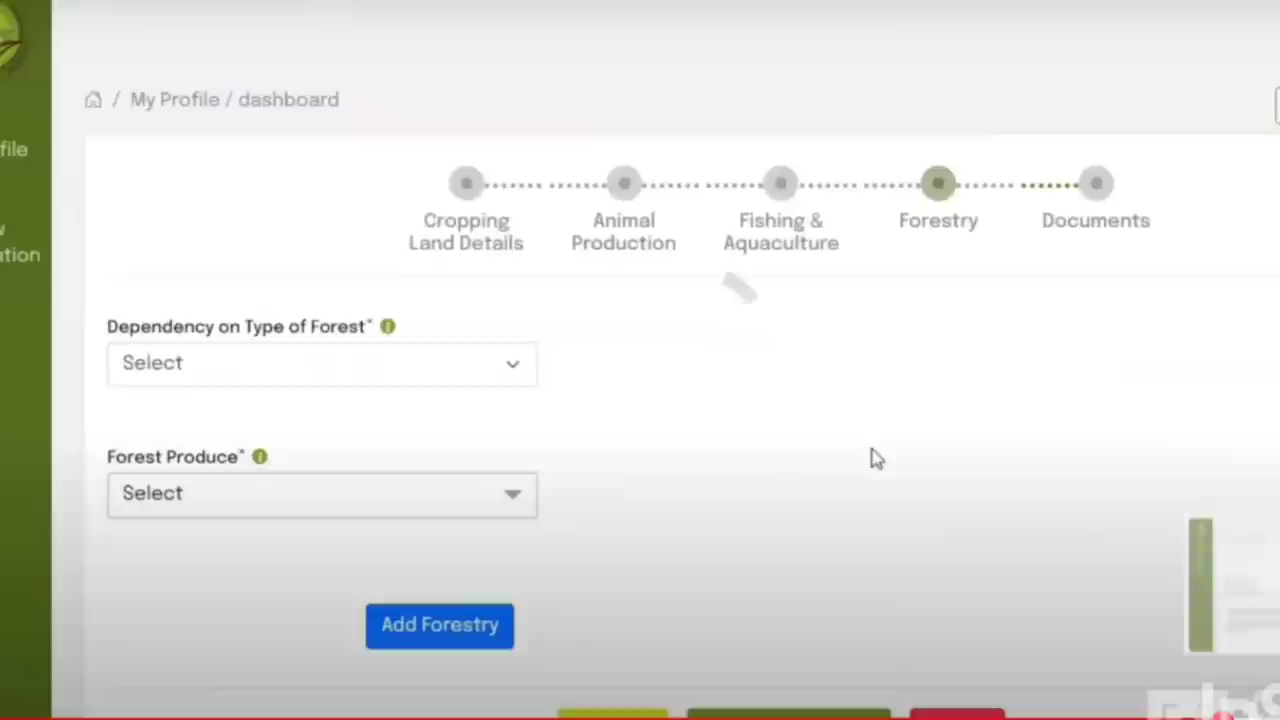 My Profile / dashboard
file
ation
Cropping
Land Details
Animal
Production
Fishing &
Aquaculture
Forestry
Documents
Dependency on Type of Forest*
Select
Forest Produce*
Select
Add Forestry